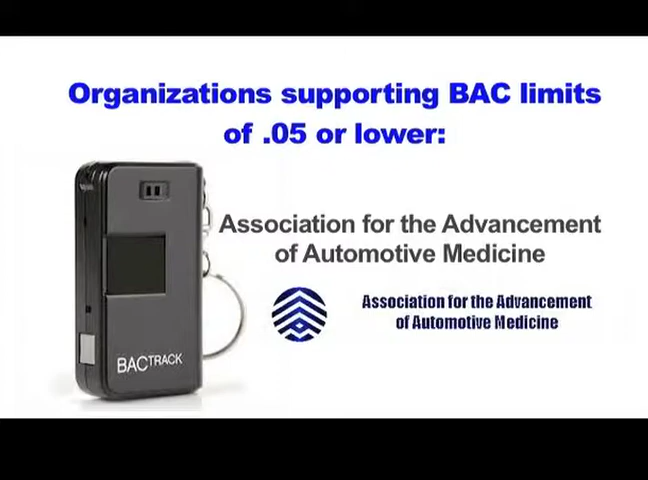 Organizations supporting BAC limits
of .05 or lower:
Association for the Advancement
of Automotive Medicine
Association for the Advancement
of Automotive Medicine
BACTRACK